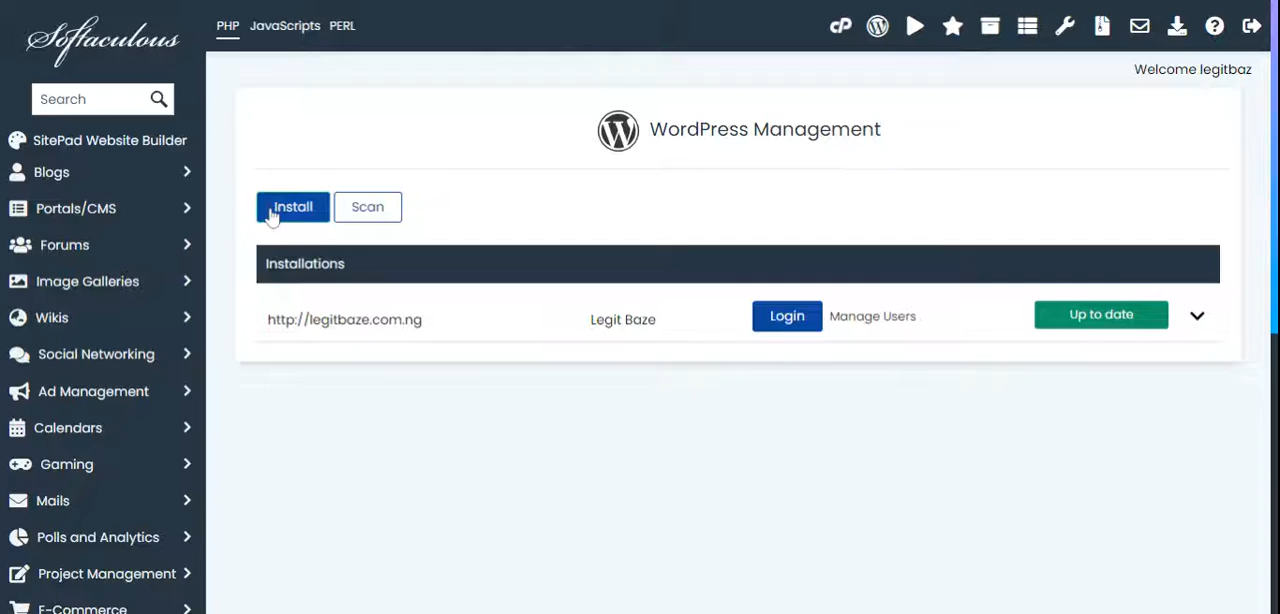 Softaculous
PHP JavaScripts PERL
cP
Welcome legitbaz
Search
SitePad Website Builder
Blogs
Portals/CMS
Forums
Image Galleries
Wikis
Social Networking
Ad Management
Calendars
Gaming
Mails
Polls and Analytics
Project Management
E-Commerce
WordPress Management
Install Scan
Installations
http://legitbaze.com.ng Legit Baze Login Manage Users Up to date